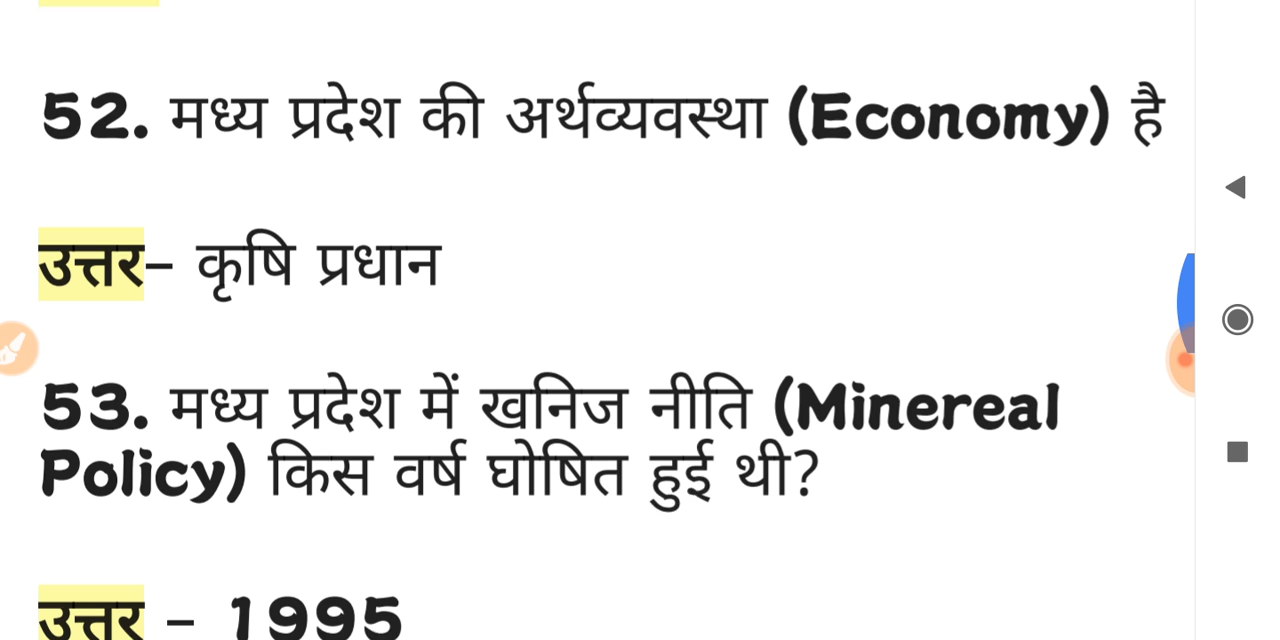 52. मध्य प्रदेश की अर्थव्यवस्था (Economy) है
उत्तर– कृषि प्रधान
53. मध्य प्रदेश में खनिज नीति (Minereal
Policy) किस वर्ष घोषित हुई थी?
उत्तर – 1995